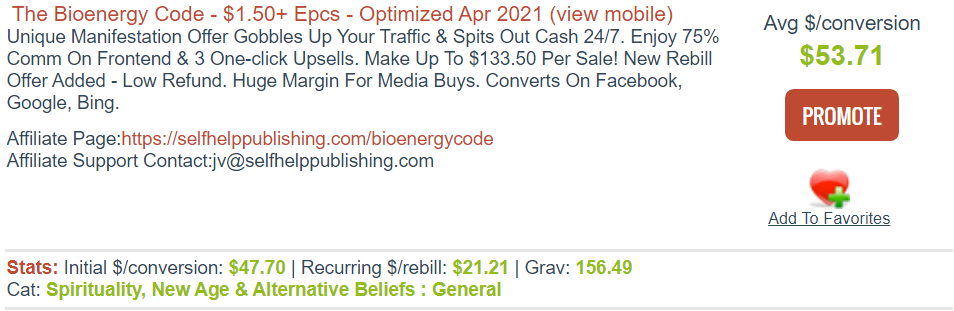 The Bioenergy Code - $1.50+ Epcs - Optimized Apr 2021 (view mobile)
Unique Manifestation Offer Gobbles Up Your Traffic & Spits Out Cash 24/7. Enjoy 75%
Comm On Frontend & 3 One-click Upsells. Make Up To $133.50 Per Sale! New Rebill
Offer Added - Low Refund. Huge Margin For Media Buys. Converts On Facebook,
Google, Bing.
Affiliate Page:https://selfhelppublishing.com/bioenergycode
Affiliate Support Contact:jv@selfhelppublishing.com
Avg $/conversion
$53.71
PROMOTE
Add To Favorites
Stats: Initial $/conversion: $47.70 | Recurring $/rebill: $21.21 | Grav: 156.49
Cat: Spirituality, New Age & Alternative Beliefs : General